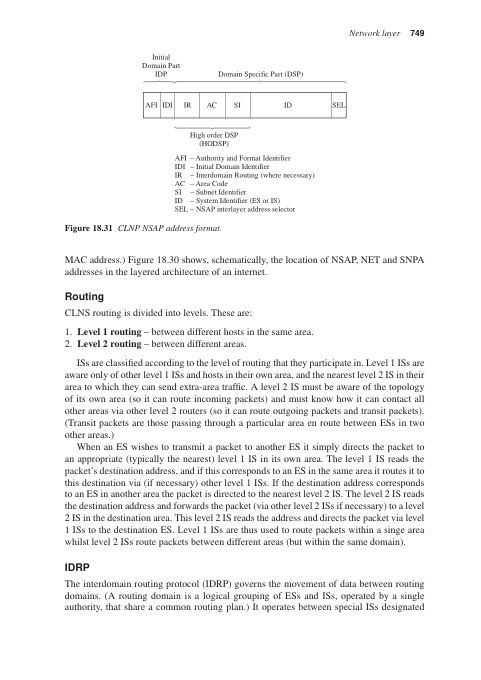 Network layer 749
Initial
Domain Part
IDP
Domain Specific Part (DSP)
AFI IDI IR AC SI ID SEL
High order DSP
(HODSP)
AFI – Authority and Format Identifier
IDI – Initial Domain Identifier
IR – Interdomain Routing (where necessary)
AC – Area Code
SI – Subnet Identifier
ID – System Identifier (ES or IS)
SEL – NSAP interlayer address selector
Figure 18.31 CLNP NSAP address format.
MAC address.) Figure 18.30 shows, schematically, the location of NSAP, NET and SNPA
addresses in the layered architecture of an internet.
Routing
CLNS routing is divided into levels. These are:
1. Level 1 routing – between different hosts in the same area.
2. Level 2 routing – between different areas.
ISs are classified according to the level of routing that they participate in. Level 1 ISs are
aware only of other level 1 ISs and hosts in their own area, and the nearest level 2 IS in their
area to which they can send extra-area traffic. A level 2 IS must be aware of the topology
of its own area (so it can route incoming packets) and must know how it can contact all
other areas via other level 2 routers (so it can route outgoing packets and transit packets).
(Transit packets are those passing through a particular area en route between ESs in two
other areas.)
When an ES wishes to transmit a packet to another ES it simply directs the packet to
an appropriate (typically the nearest) level 1 IS in its own area. The level 1 IS reads the
packet's destination address, and if this corresponds to an ES in the same area it routes it to
this destination via (if necessary) other level 1 ISs. If the destination address corresponds
to an ES in another area the packet is directed to the nearest level 2 IS. The level 2 IS reads
the destination address and forwards the packet (via other level 2 ISs if necessary) to a level
2 IS in the destination area. This level 2 IS reads the address and directs the packet via level
1 ISs to the destination ES. Level 1 ISs are thus used to route packets within a singe area
whilst level 2 ISs route packets between different areas (but within the same domain).
IDRP
The interdomain routing protocol (IDRP) governs the movement of data between routing
domains. (A routing domain is a logical grouping of ESs and ISs, operated by a single
authority, that share a common routing plan.) It operates between special ISs designated